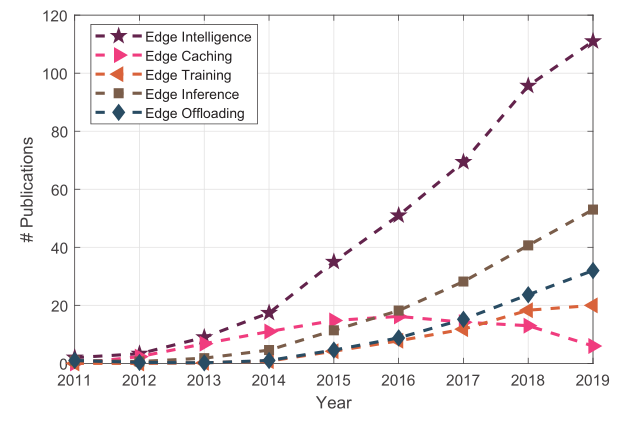 120
100
80
60
40
20
0
# Publications
Edge Intelligence
Edge Caching
Edge Training
Edge Inference
Edge Offloading
2011 2012 2013 2014 2015 2016 2017 2018 2019
Year